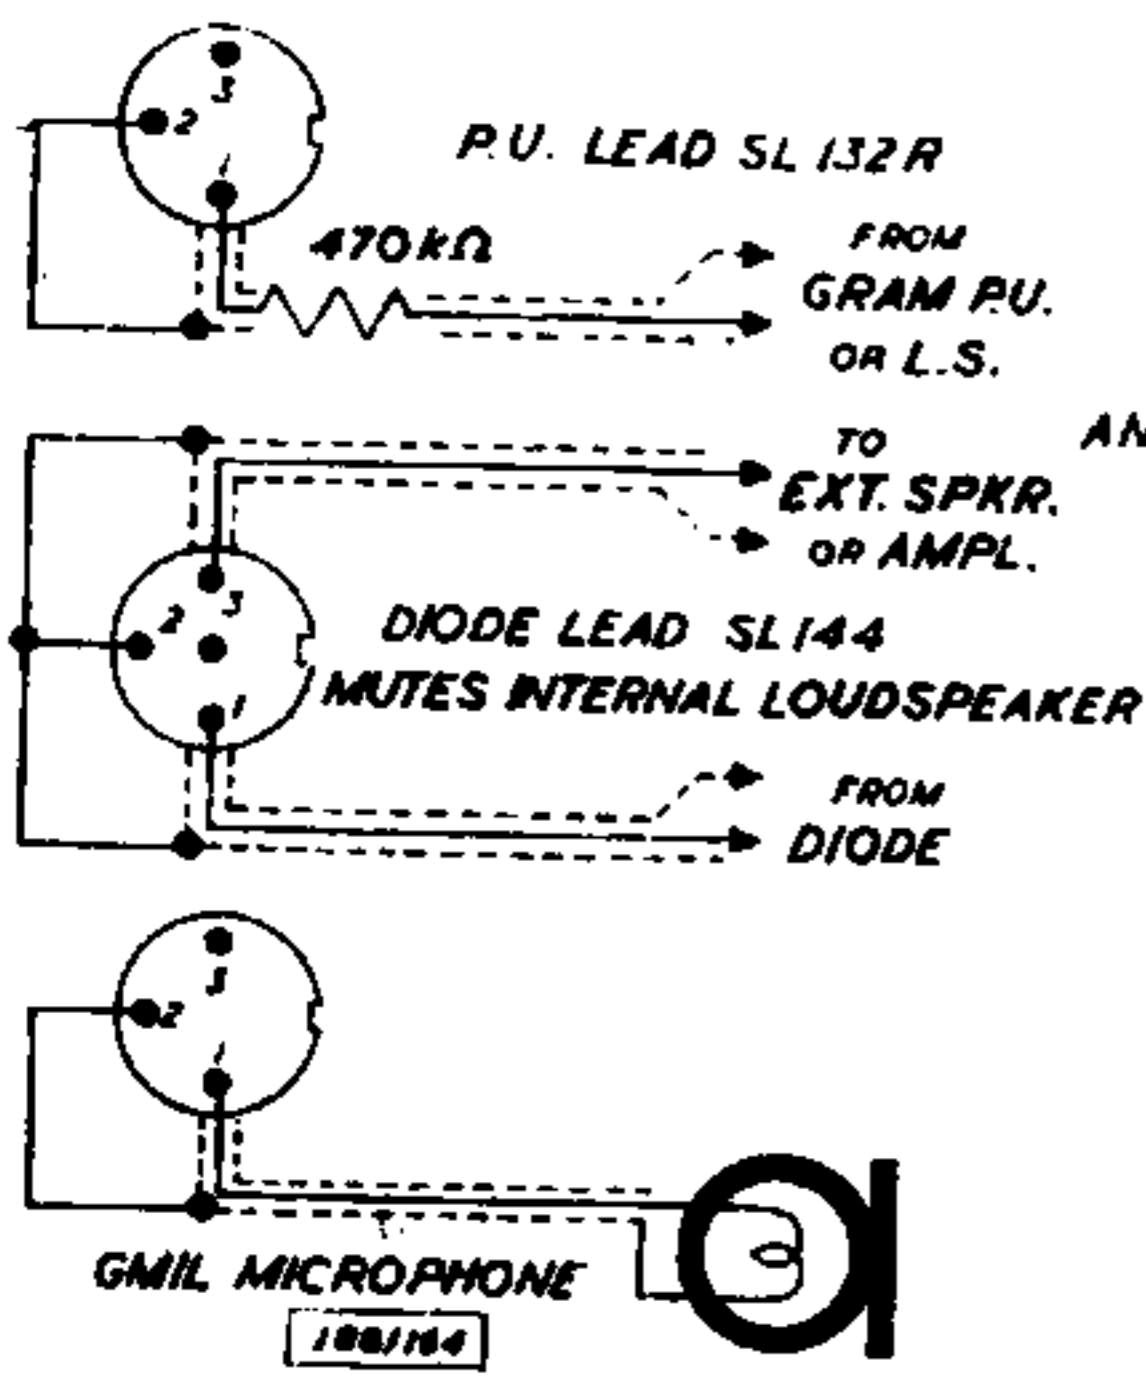 3
2
1
P.U. LEAD SL 132R
470kΩ
FROM
GRAM P.U.
OR L.S.
TO
EXT. SPKR.
OR AMPL.
AN
2
3
DIODE LEAD SL144
MUTES INTERNAL LOUDSPEAKER
1
FROM
DIODE
3
2
1
GMIL MICROPHONE